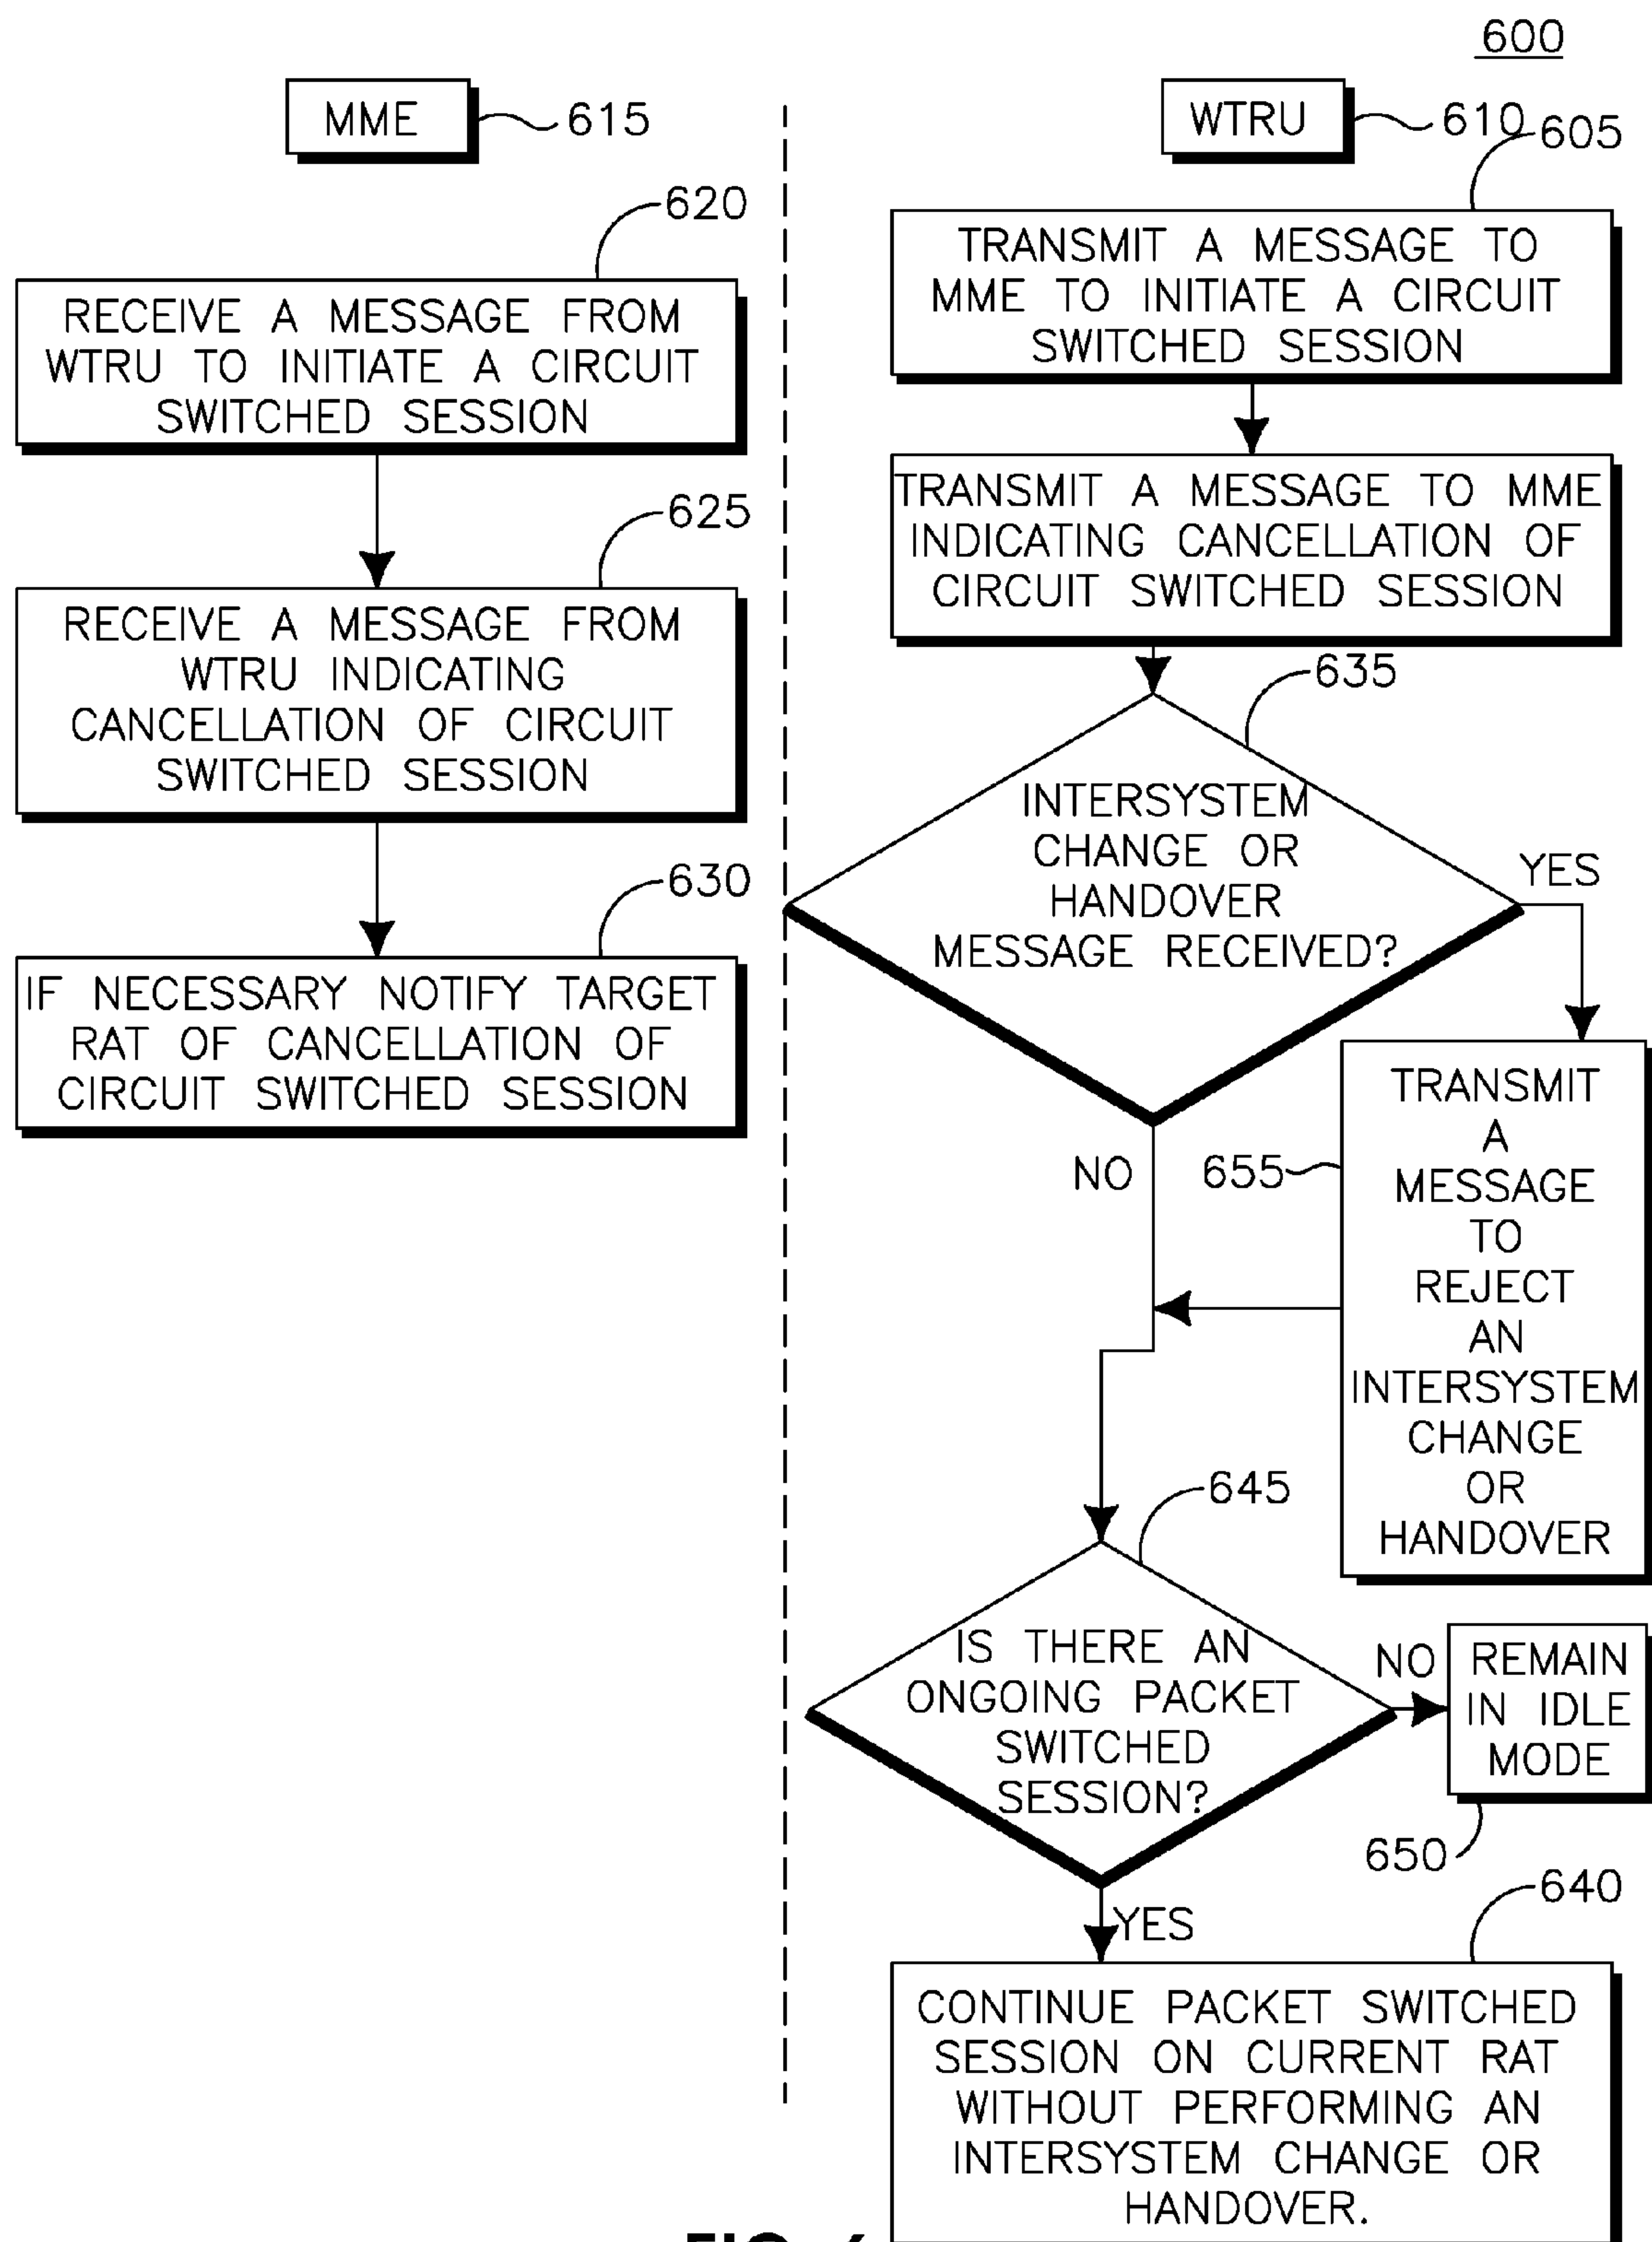 600
MME
615
620
RECEIVE A MESSAGE FROM
WTRU TO INITIATE A CIRCUIT
SWITCHED SESSION
625
RECEIVE A MESSAGE FROM
WTRU INDICATING
CANCELLATION OF CIRCUIT
SWITCHED SESSION
630
IF NECESSARY NOTIFY TARGET
RAT OF CANCELLATION OF
CIRCUIT SWITCHED SESSION
WTRU
610
605
TRANSMIT A MESSAGE TO
MME TO INITIATE A CIRCUIT
SWITCHED SESSION
TRANSMIT A MESSAGE TO MME
INDICATING CANCELLATION OF
CIRCUIT SWITCHED SESSION
635
INTERSYSTEM
CHANGE OR
HANDOVER
MESSAGE RECEIVED?
YES
NO
655
TRANSMIT
A
MESSAGE
TO
REJECT
AN
INTERSYSTEM
CHANGE
OR
HANDOVER
645
IS THERE AN
ONGOING PACKET
SWITCHED
SESSION?
NO
REMAIN
IN IDLE
MODE
650
YES
640
CONTINUE PACKET SWITCHED
SESSION ON CURRENT RAT
WITHOUT PERFORMING AN
INTERSYSTEM CHANGE OR
HANDOVER.